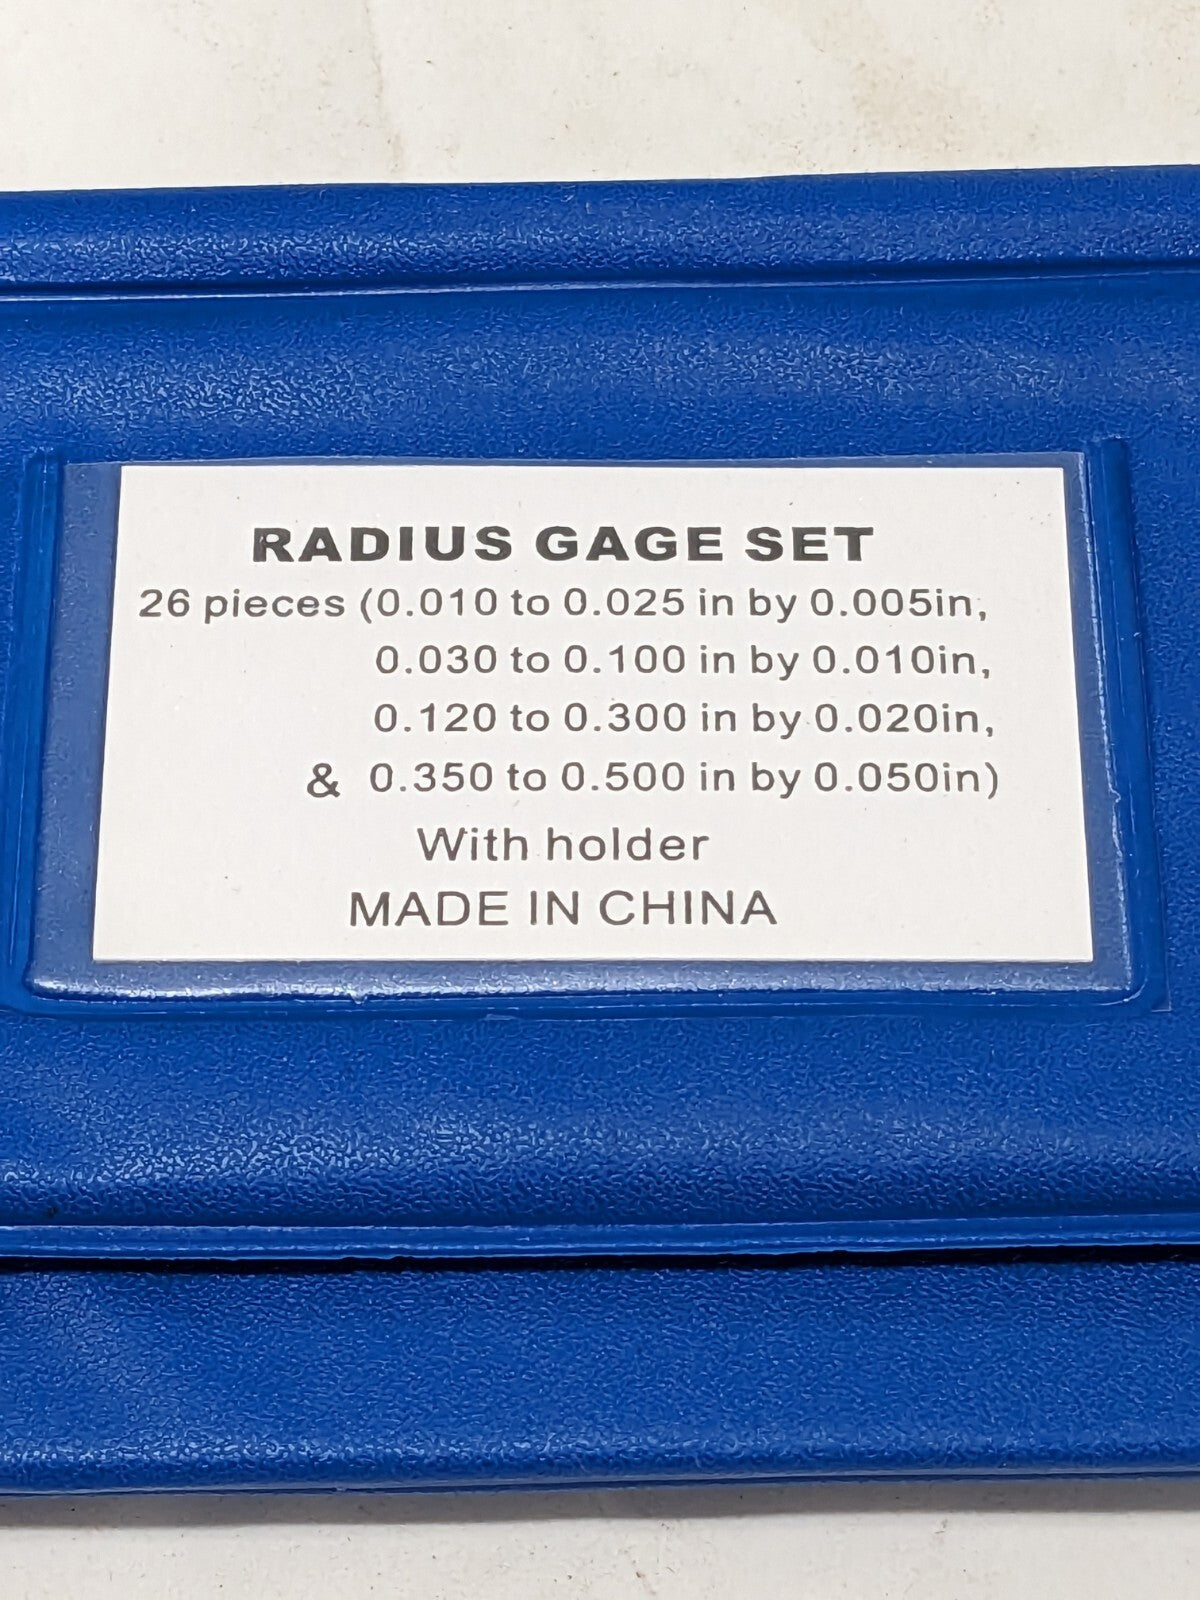 RADIUS GAGE SET
26 pieces (0.010 to 0.025 in by 0.005in,
0.030 to 0.100 in by 0.010in,
0.120 to 0.300 in by 0.020in,
& 0.350 to 0.500 in by 0.050in)
With holder
MADE IN CHINA